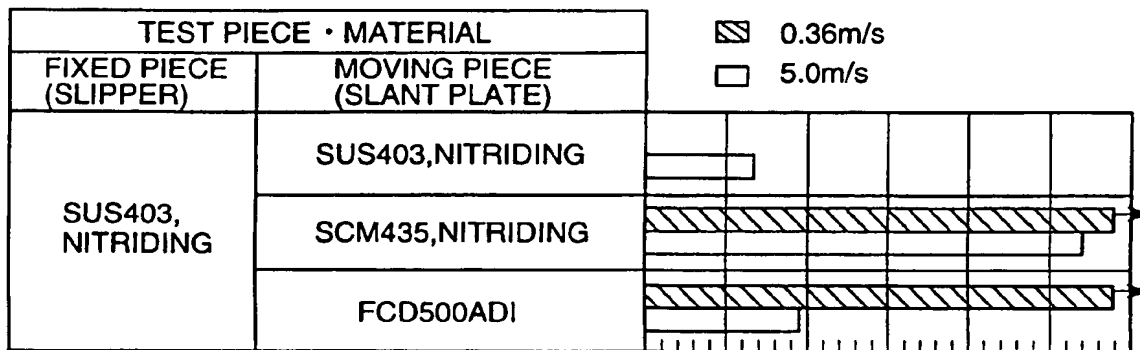 TEST PIECE・MATERIAL
FIXED PIECE
(SLIPPER)
MOVING PIECE
(SLANT PLATE)
0.36m/s
5.0m/s
SUS403,
NITRIDING
SUS403,NITRIDING
SCM435,NITRIDING
FCD500ADI